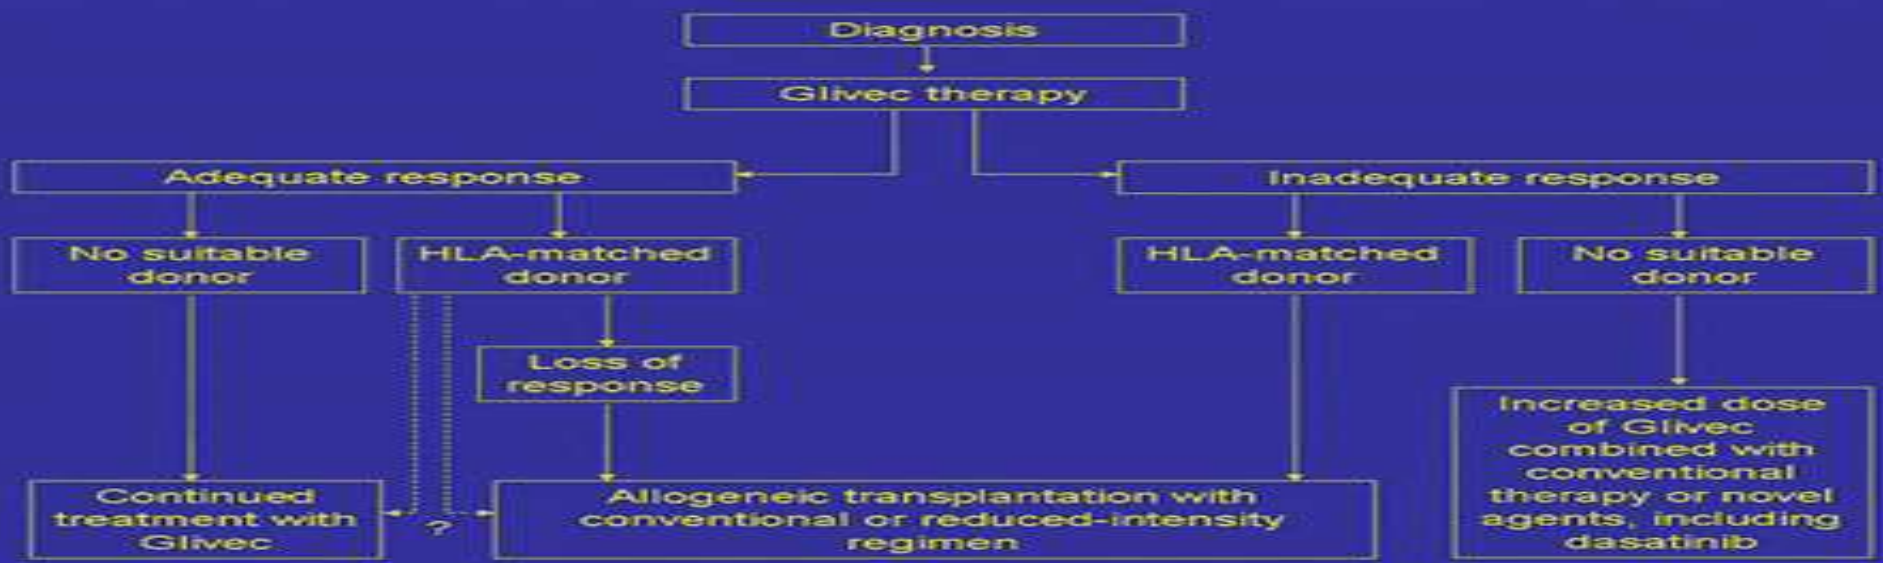 Diagnosis
Glivec therapy
Adequate response
Inadequate response
No suitable
donor
HLA-matched
donor
HLA-matched
donor
No suitable
donor
Loss of
response
Continued
treatment with
Glivec
?
Allogeneic transplantation with
conventional or reduced-intensity
regimen
Increased dose
of Glivec
combined with
conventional
therapy or novel
agents, including
dasatinib